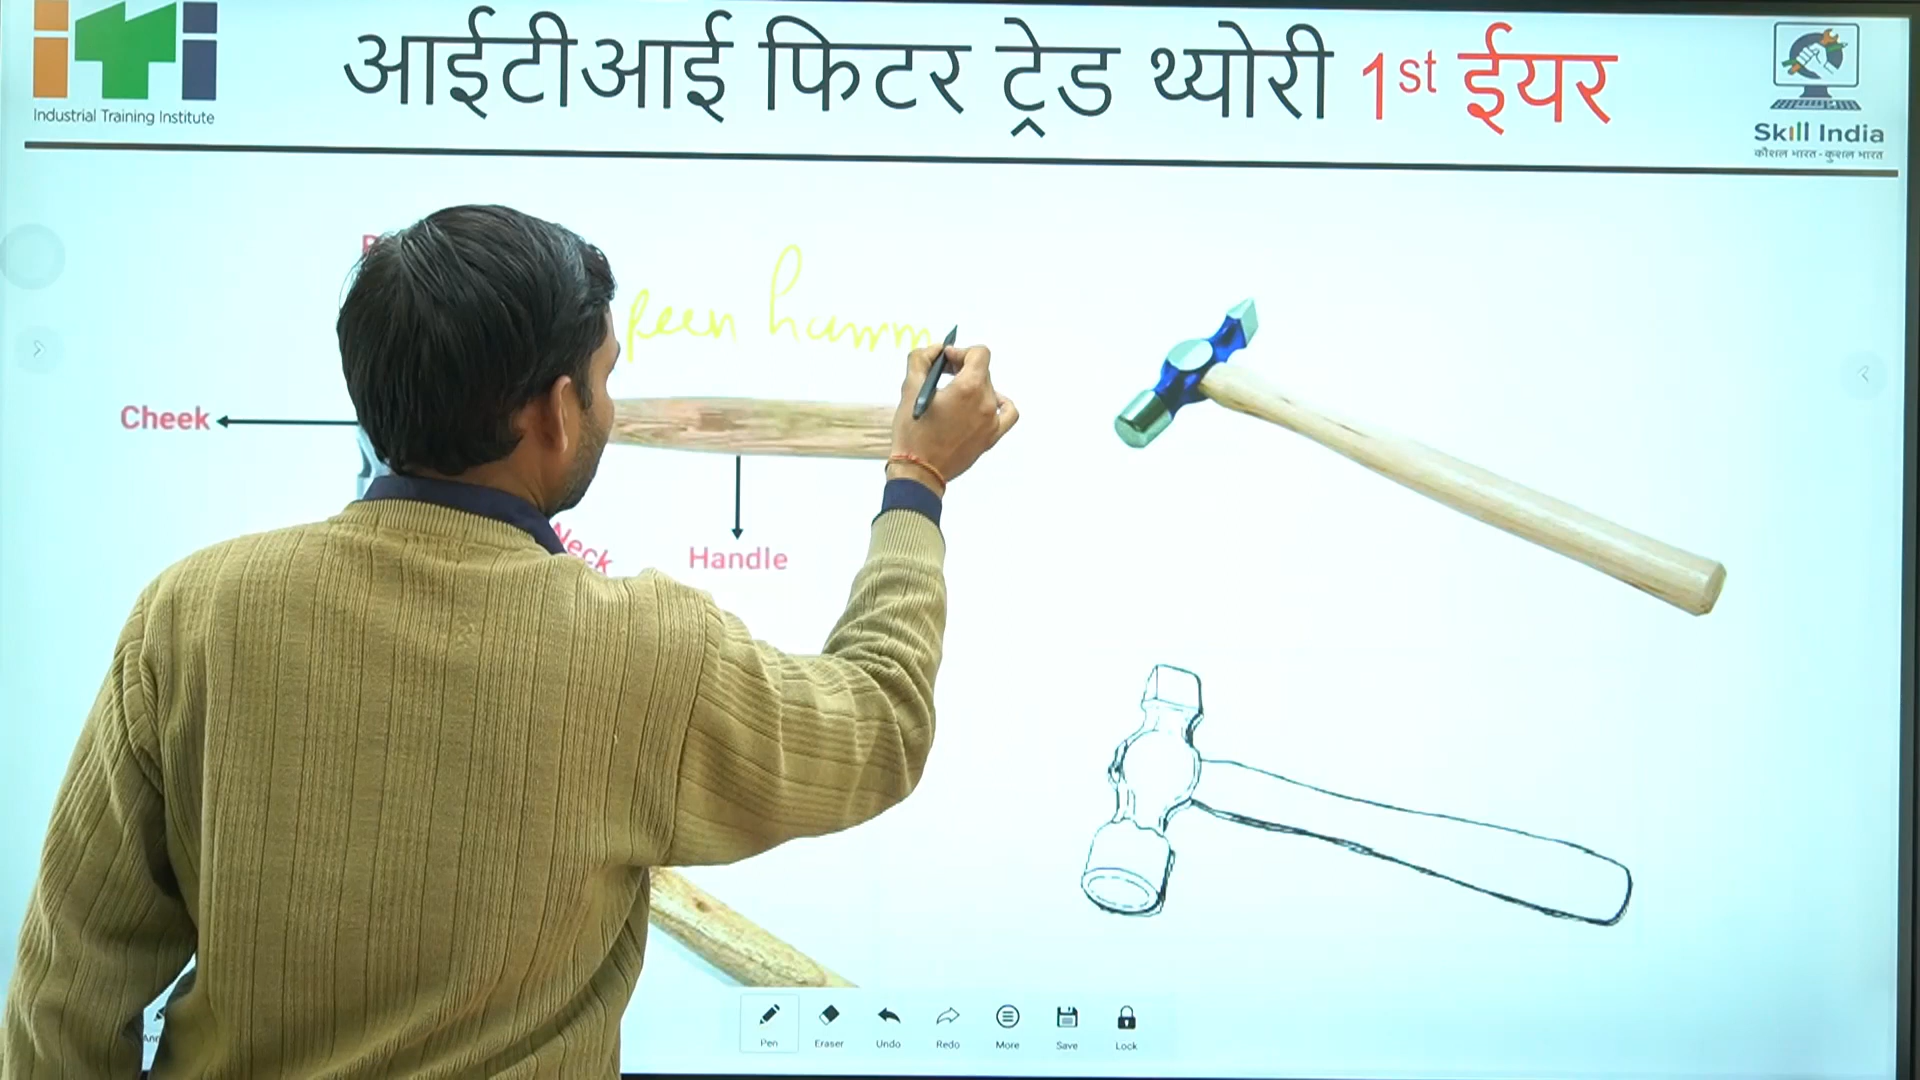 Industrial Training Institute
आईटीआई फिटर ट्रेड थ्योरी 1st ईयर
Skill India
कौशल भारत - कुशल भारत
peen hamm
Cheek
Neck
Handle
Pen
Eraser
Undo
Redo
More
Save
Lock